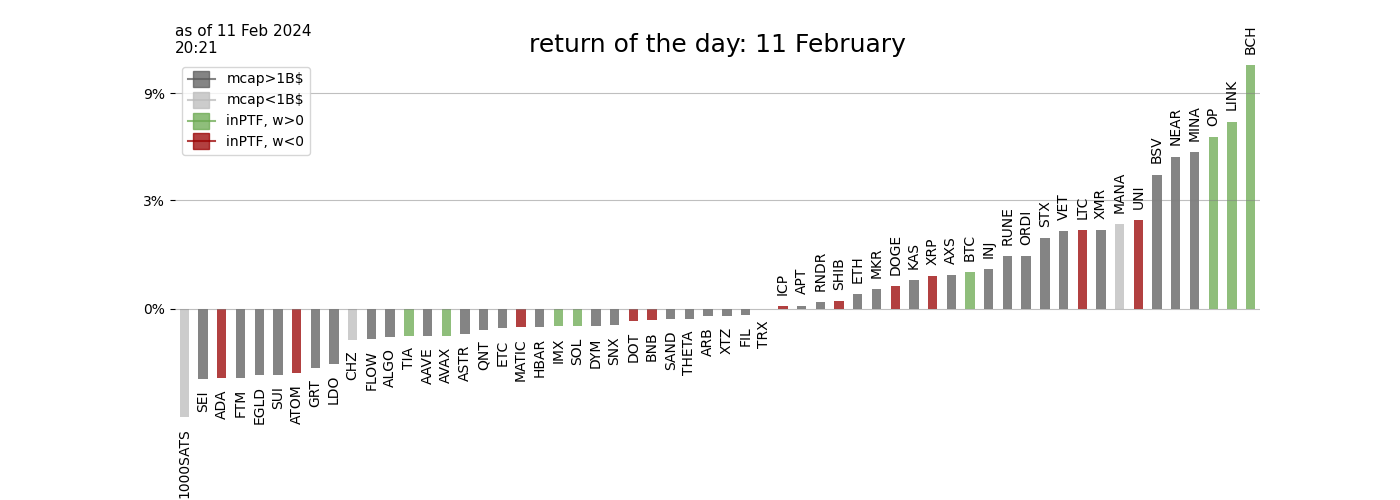 as of 11 Feb 2024
20:21
return of the day: 11 February
mcap>1B$
mcap<1B$
inPTF, w>0
inPTF, w<0
9%
3%
0%
1000SATS
SEI
ADA
FTM
EGLD
SUI
ATOM
GRT
LDO
CHZ
FLOW
ALGO
TIA
AAVE
AVAX
ASTR
QNT
ETC
MATIC
HBAR
IMX
SOL
DYM
SNX
DOT
BNB
SAND
THETA
ARB
XTZ
FIL
TRX
ICP
APT
RNDR
SHIB
ETH
MKR
DOGE
KAS
XRP
AXS
BTC
INJ
RUNE
ORDI
STX
VET
LTC
XMR
MANA
UNI
BSV
NEAR
MINA
OP
LINK
BCH